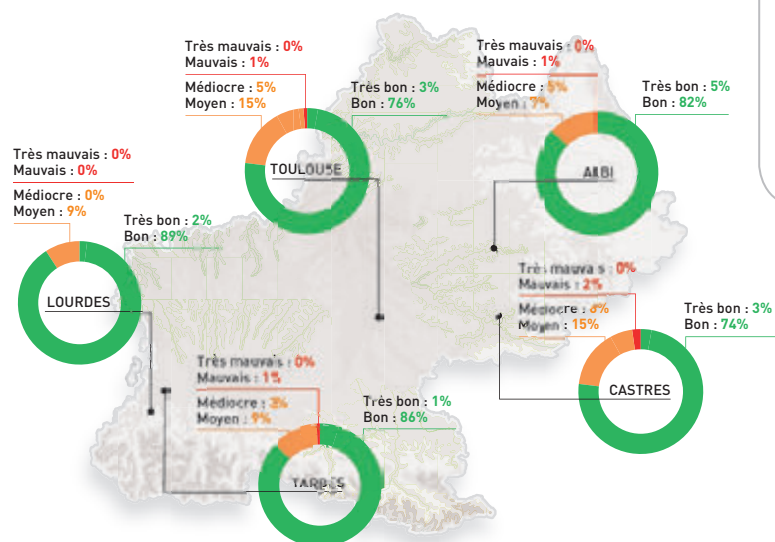 Très mauvais : 0%
Mauvais : 1%
Médiocre : 5%
Moyen : 15%
Très bon : 3%
Bon : 76%
TOULOUSE
Très mauvais : 0%
Mauvais : 1%
Médiocre : 5%
Moyen :
Très bon : 5%
Bon : 82%
ALBI
Très mauvais : 0%
Mauvais : 0%
Médiocre : 0%
Moyen : 9%
Très bon : 2%
Bon : 89%
LOURDES
Très mauvais : 0%
Mauvais : 2%
Médiocre :
Moyen : 15%
Très bon : 3%
Bon : 74%
CASTRES
Très mauvais : 0%
Mauvais : 1%
Médiocre : 3%
Moyen : 9%
Très bon : 1%
Bon : 86%
TARBES